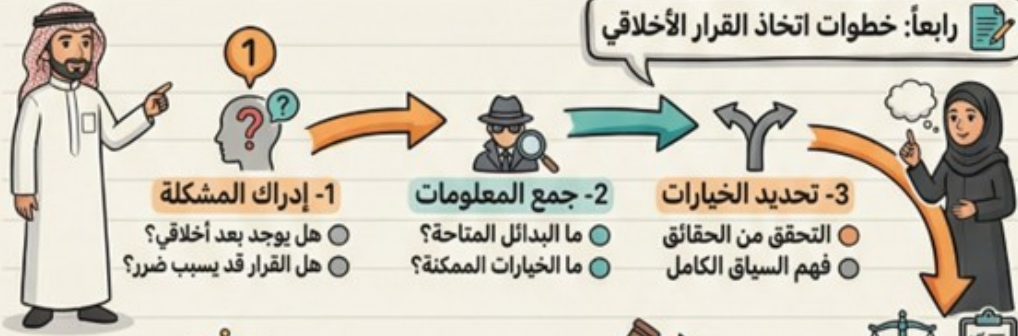 رابعاً: خطوات اتخاذ القرار الأخلاقي
1
?
?
1- إدراك المشكلة
هل يوجد بعد أخلاقي؟
هل القرار قد يسبب ضرر؟
2- جمع المعلومات
ما البدائل المتاحة؟
ما الخيارات الممكنة؟
3- تحديد الخيارات
التحقق من الحقائق
فهم السياق الكامل